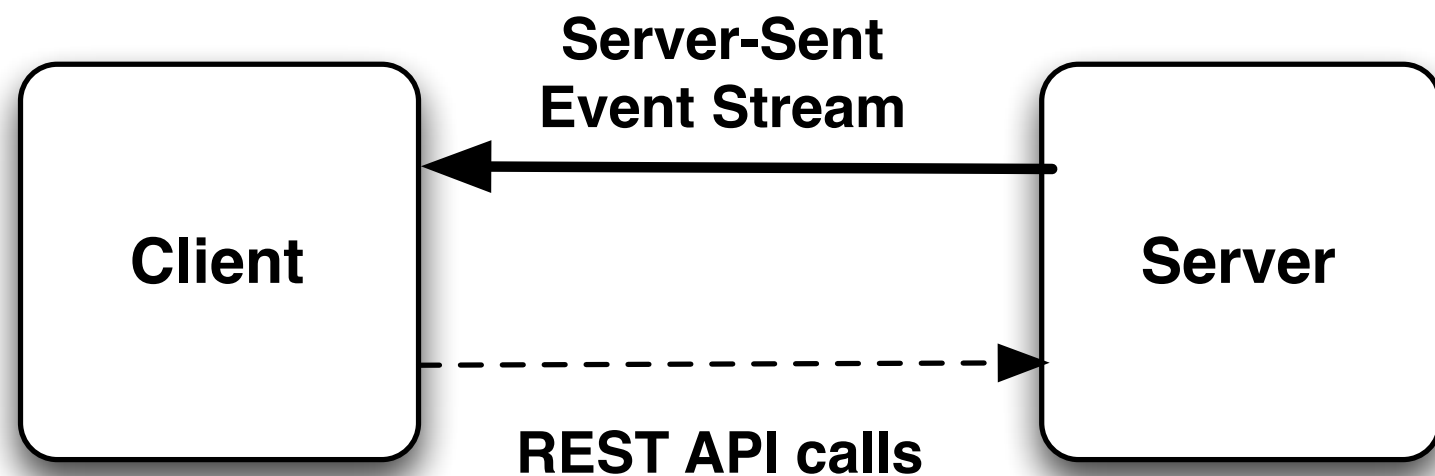 Server-Sent
Event Stream
Client
Server
REST API calls